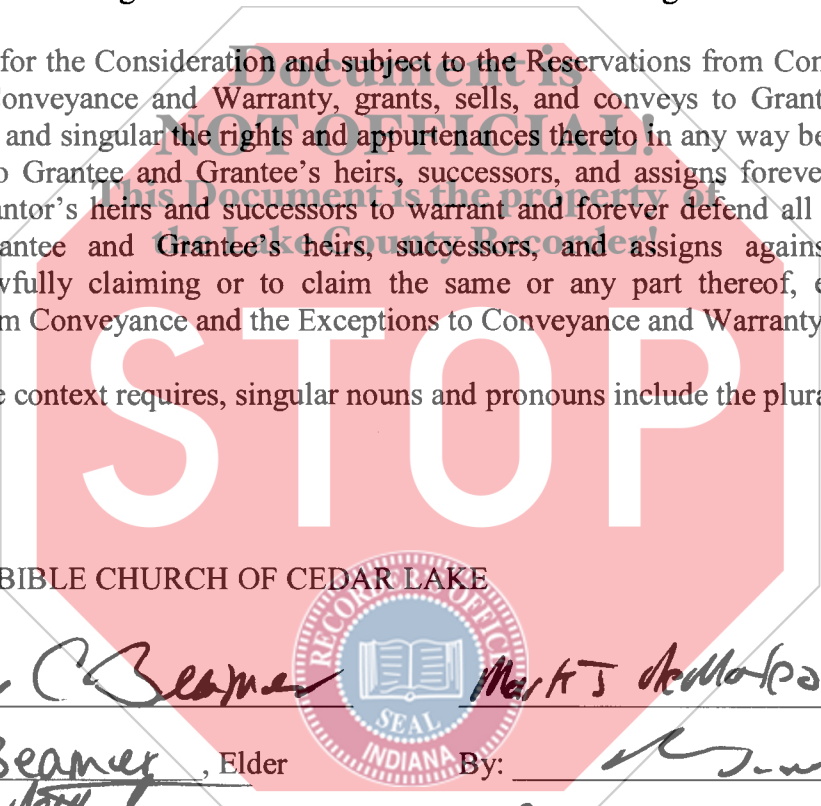 for the Consideration and subject to the Reservations from Con
Document is
onveyance and Warranty, grants, sells, and conveys to Grant
NOT OFFICIAL!
and singular the rights and appurtenances thereto in any way be
This Document is the property of
o Grantee and Grantee's heirs, successors, and assigns foreve
ntor's heirs and successors to warrant and forever defend all
the Lake County Recorder!
antee and Grantee's heirs, successors, and assigns agains
wfully claiming or to claim the same or any part thereof, e
m Conveyance and the Exceptions to Conveyance and Warranty
e context requires, singular nouns and pronouns include the plura
STOP
BIBLE CHURCH OF CEDAR LAKE
RECORDER'S OFFICE
SEAL
INDIANA
C Beamer
Mark J
Beamer, Elder
By: